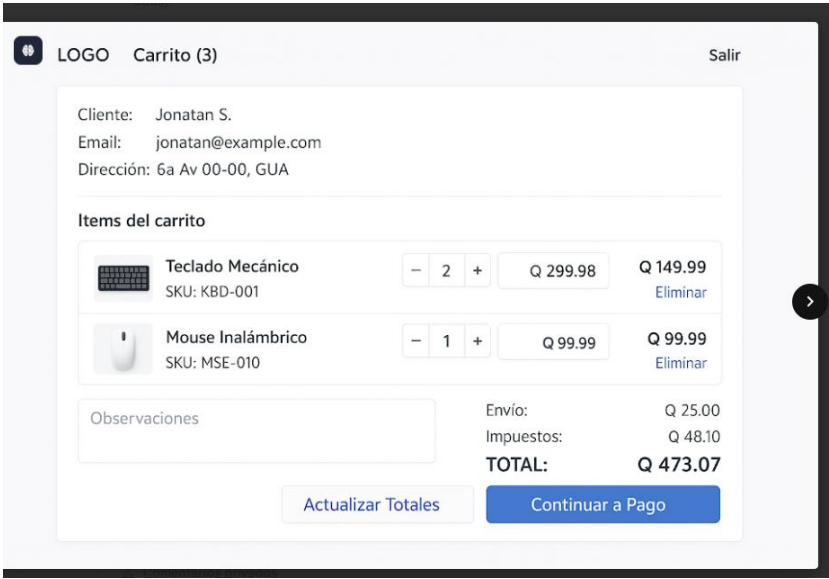 LOGO Carrito (3) Salir
Cliente: Jonatan S.
Email: jonatan@example.com
Dirección: 6a Av 00-00, GUA
Items del carrito
Teclado Mecánico
SKU: KBD-001
- 2 + Q 299.98 Q 149.99
Eliminar
Mouse Inalámbrico
SKU: MSE-010
- 1 + Q 99.99 Q 99.99
Eliminar
Observaciones
Envío: Q 25.00
Impuestos: Q 48.10
TOTAL: Q 473.07
Actualizar Totales Continuar a Pago